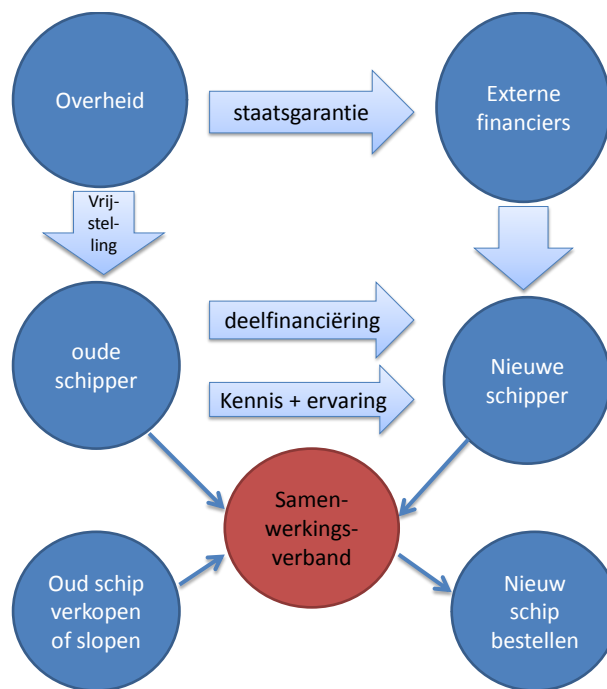 Overheid
staatsgarantie
Externe
financiers
Vrij-
stel-
ling
oude
schipper
deelfinanciëring
Kennis + ervaring
Nieuwe
schipper
Samen-
werkings-
verband
Oud schip
verkopen
of slopen
Nieuw
schip
bestellen